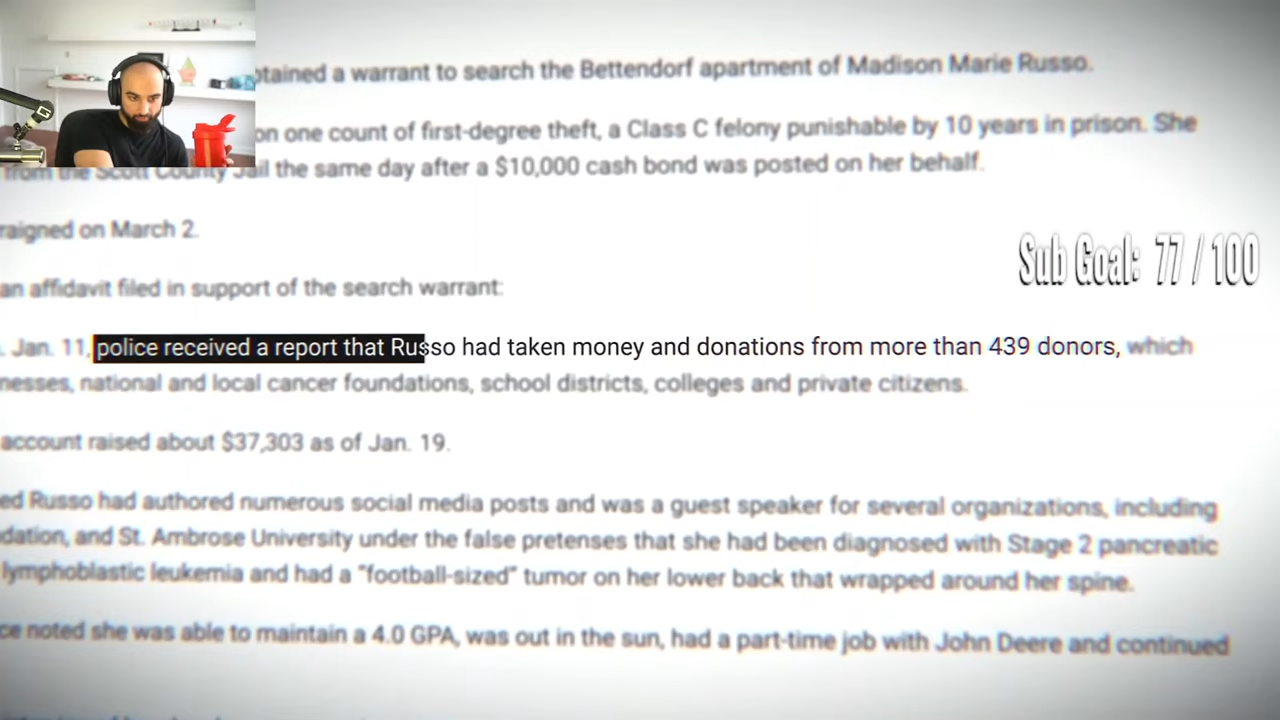 tained a warrant to search the Bettendorf apartment of Madison Marie Russo.
on one count of first-degree theft, a Class C felony punishable by 10 years in prison. She
from the Scott County Jail the same day after a $10,000 cash bond was posted on her behalf.
raigned on March 2.
an affidavit filed in support of the search warrant:
Sub Goal: 77 / 100
. Jan. 11, police received a report that Russo had taken money and donations from more than 439 donors, which
nesses, national and local cancer foundations, school districts, colleges and private citizens.
account raised about $37,303 as of Jan. 19.
ed Russo had authored numerous social media posts and was a guest speaker for several organizations, including
dation, and St. Ambrose University under the false pretenses that she had been diagnosed with Stage 2 pancreatic
lymphoblastic leukemia and had a "football-sized" tumor on her lower back that wrapped around her spine.
ce noted she was able to maintain a 4.0 GPA, was out in the sun, had a part-time job with John Deere and continued